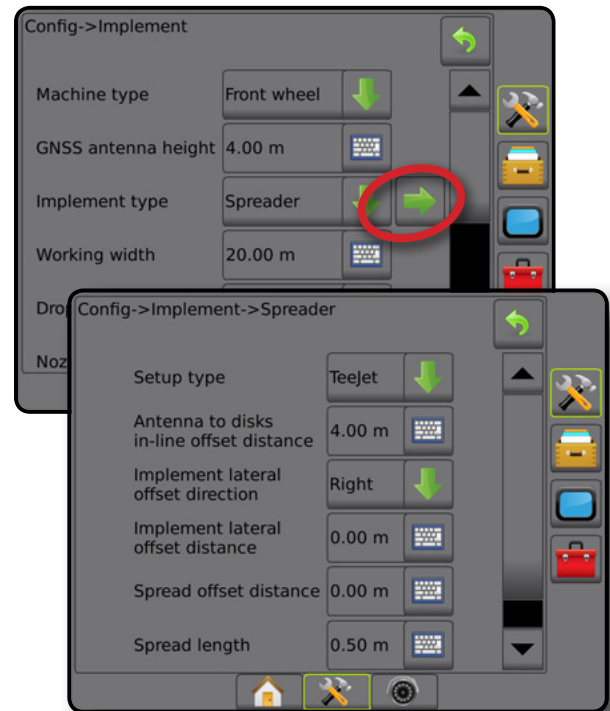 Config->Implement
Machine type
Front wheel
GNSS antenna height
4.00 m
Implement type
Spreader
Working width
20.00 m
Config->Implement->Spreader
Setup type
TeeJet
Antenna to disks
in-line offset distance
4.00 m
Implement lateral
offset direction
Right
Implement lateral
offset distance
0.00 m
Spread offset distance
0.00 m
Spread length
0.50 m